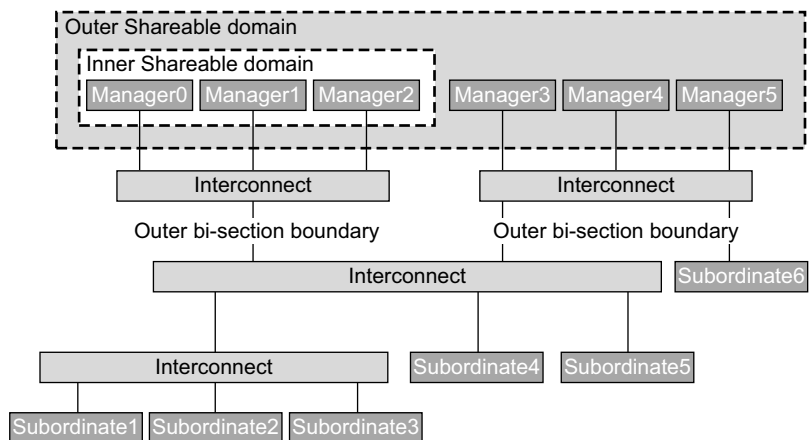 Outer Shareable domain
Inner Shareable domain
Manager0 Manager1 Manager2 Manager3 Manager4 Manager5
Interconnect Interconnect
Outer bi-section boundary Outer bi-section boundary
Interconnect Subordinate6
Interconnect Subordinate4 Subordinate5
Subordinate1 Subordinate2 Subordinate3